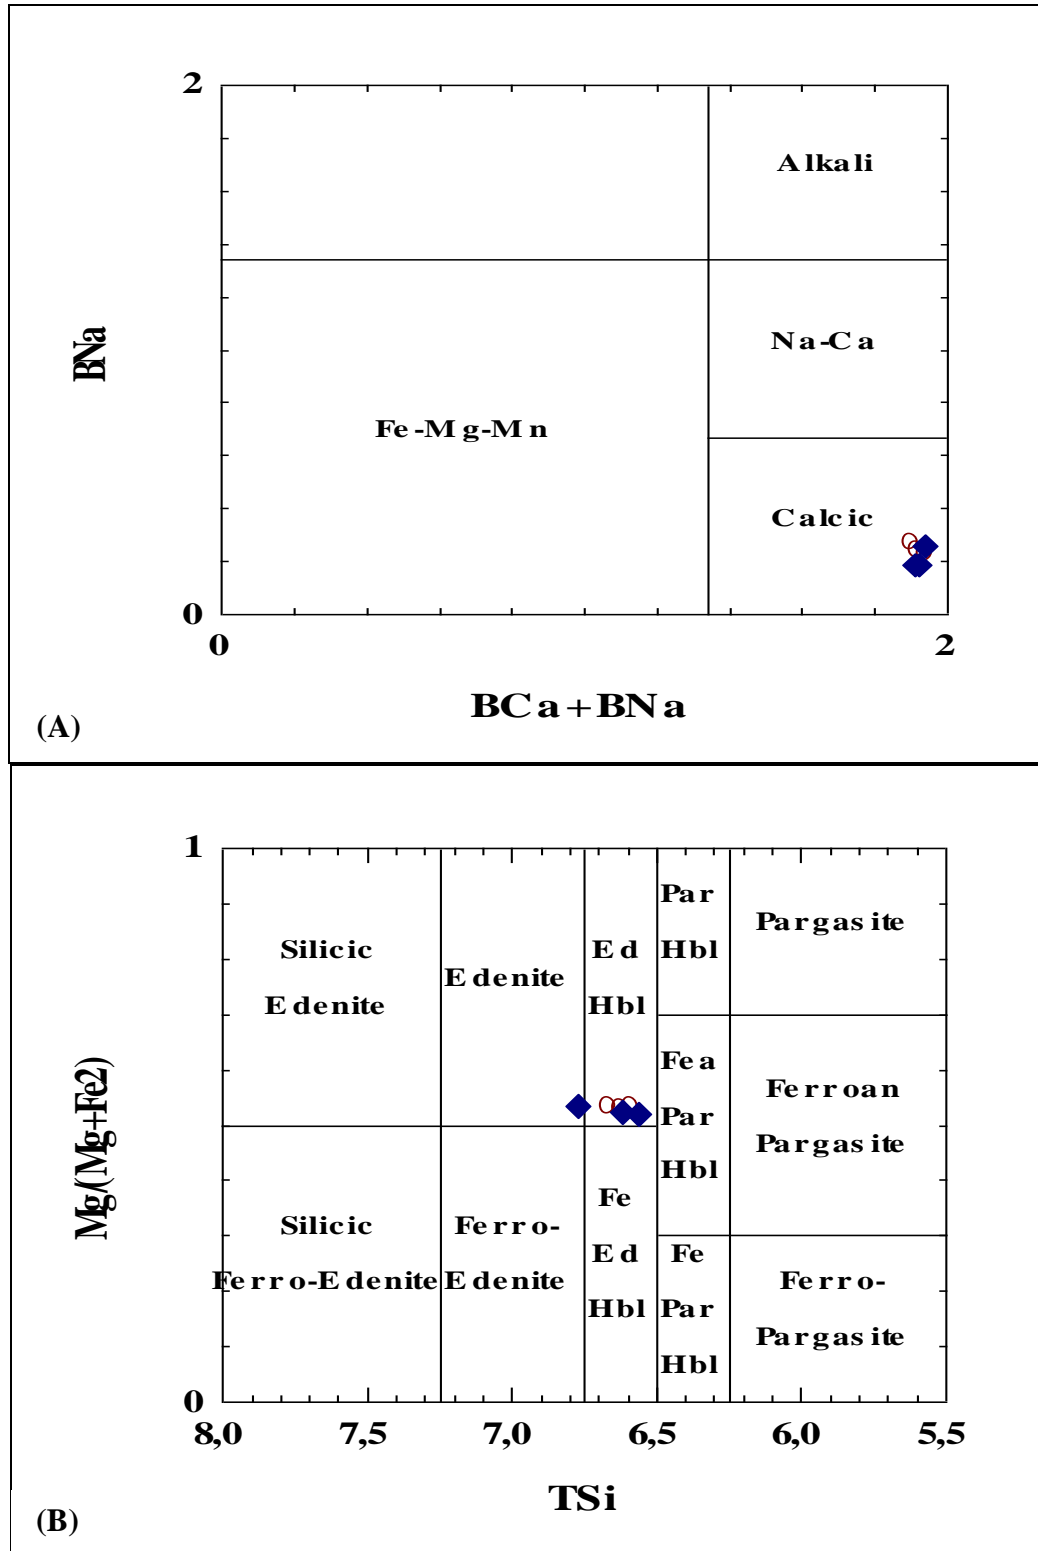 2
Alkali
Na-Ca
BNa
Fe-Mg-Mn
Calcic
0
0 2
BCa+BNa
(A)
1
Par
Hbl
Pargasite
Silicic
Edenite
Edenite
Ed
Hbl
Fea
Par
Hbl
Ferroan
Pargasite
Mg/(Mg+Fe2)
Silicic
Ferro-Edenite
Ferro-
Edenite
Fe
Ed
Hbl
Fe
Par
Hbl
Ferro-
Pargasite
0
8,0 7,5 7,0 6,5 6,0 5,5
TSi
(B)